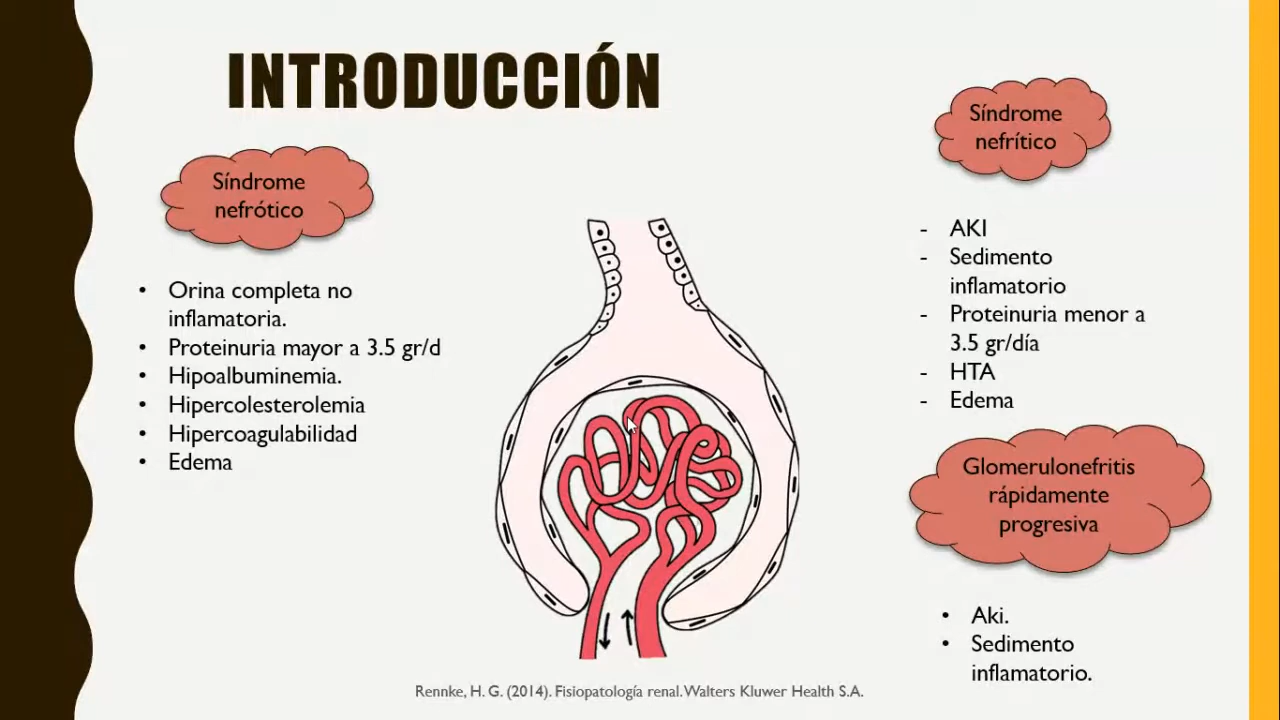 INTRODUCCIÓN
Síndrome
nefrótico
• Orina completa no
inflamatoria.
• Proteinuria mayor a 3.5 gr/d
• Hipoalbuminemia.
• Hipercolesterolemia
• Hipercoagulabilidad
• Edema
Síndrome
nefrítico
- AKI
- Sedimento
inflamatorio
- Proteinuria menor a
3.5 gr/día
- HTA
- Edema
Glomerulonefritis
rápidamente
progresiva
• Aki.
• Sedimento
inflamatorio.
Rennke, H. G. (2014). Fisiopatología renal. Walters Kluwer Health S.A.